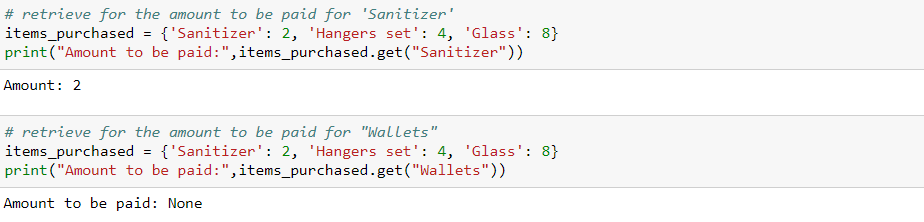 # retrieve for the amount to be paid for 'Sanitizer'
items_purchased = {'Sanitizer': 2, 'Hangers set': 4, 'Glass': 8}
print("Amount to be paid:",items_purchased.get("Sanitizer"))
Amount: 2
# retrieve for the amount to be paid for "Wallets"
items_purchased = {'Sanitizer': 2, 'Hangers set': 4, 'Glass': 8}
print("Amount to be paid:",items_purchased.get("Wallets"))
Amount to be paid: None